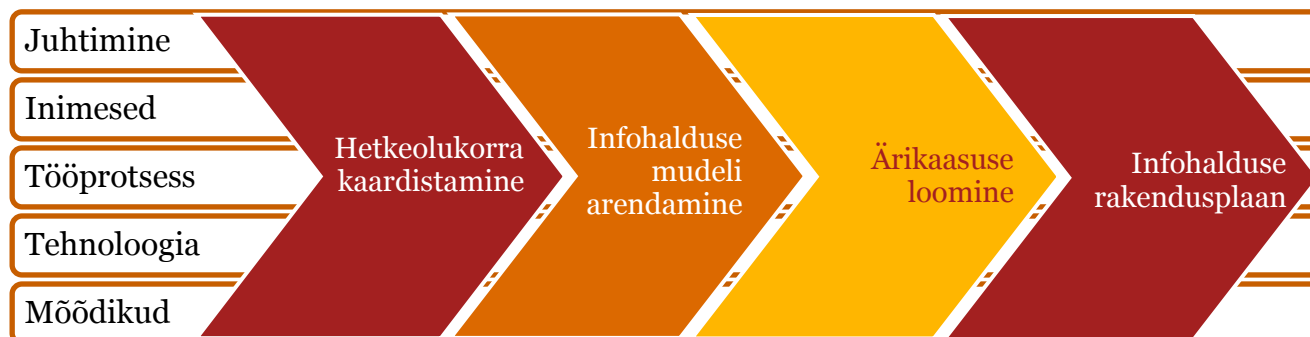 Juhtimine
Inimesed
Tööprotsess
Tehnoloogia
Mõõdikud
Hetkeolukorra
kaardistamine
Infohalduse
mudeli
arendamine
Ärikaasuse
loomine
Infohalduse
rakendusplaan